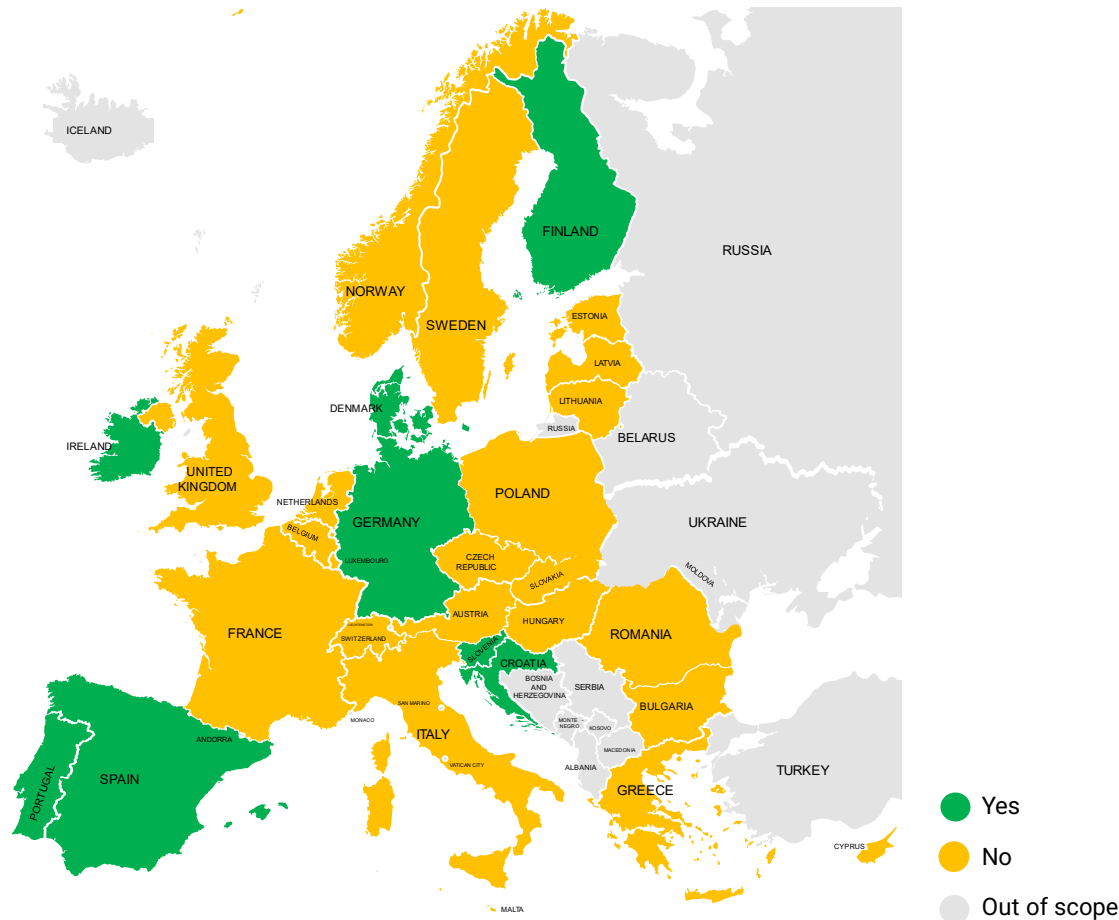 ICELAND
FINLAND
RUSSIA
NORWAY
SWEDEN
ESTONIA
LATVIA
LITHUANIA
DENMARK
RUSSIA
BELARUS
IRELAND
UNITED
KINGDOM
NETHERLANDS
POLAND
GERMANY
UKRAINE
BELGIUM
LUXEMBOURG
CZECH
REPUBLIC
SLOVAKIA
MOLDOVA
AUSTRIA
HUNGARY
LIECHTENSTEIN
FRANCE
SWITZERLAND
ROMANIA
SLOVENIA
CROATIA
BOSNIA
AND
HERZEGOVINA
SERBIA
SAN MARINO
MONACO
BULGARIA
MONTE -
NEGRO
KOSOVO
ITALY
ANDORRA
MACEDONIA
VATICAN CITY
ALBANIA
TURKEY
SPAIN
PORTUGAL
GREECE
CYPRUS
MALTA
Yes
No
Out of scope